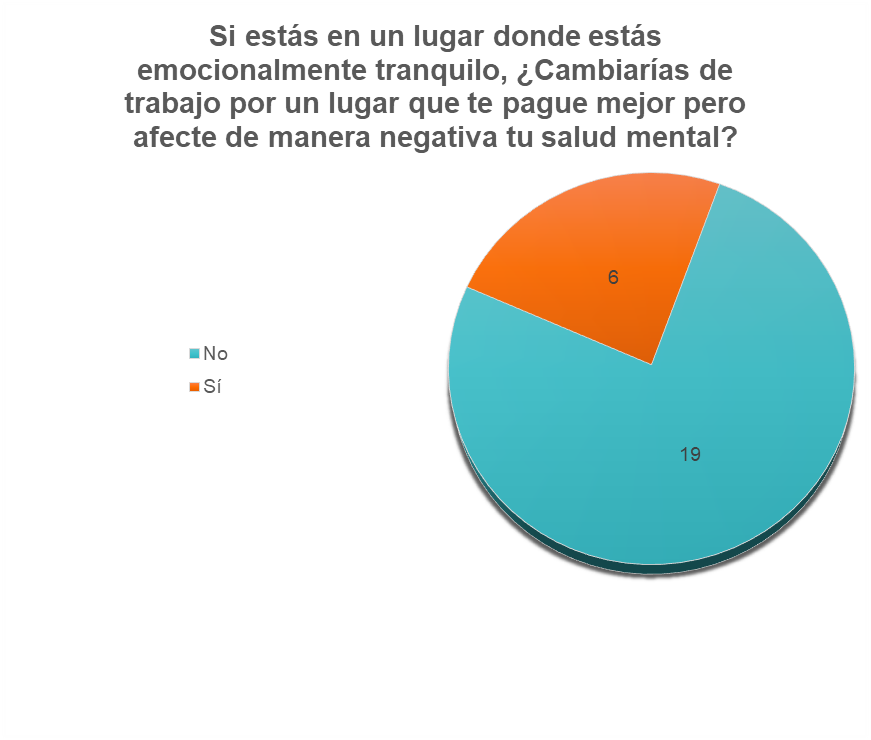 Si estás en un lugar donde estás
emocionalmente tranquilo, ¿Cambiarías de
trabajo por un lugar que te pague mejor pero
afecte de manera negativa tu salud mental?
6
No
Sí
19